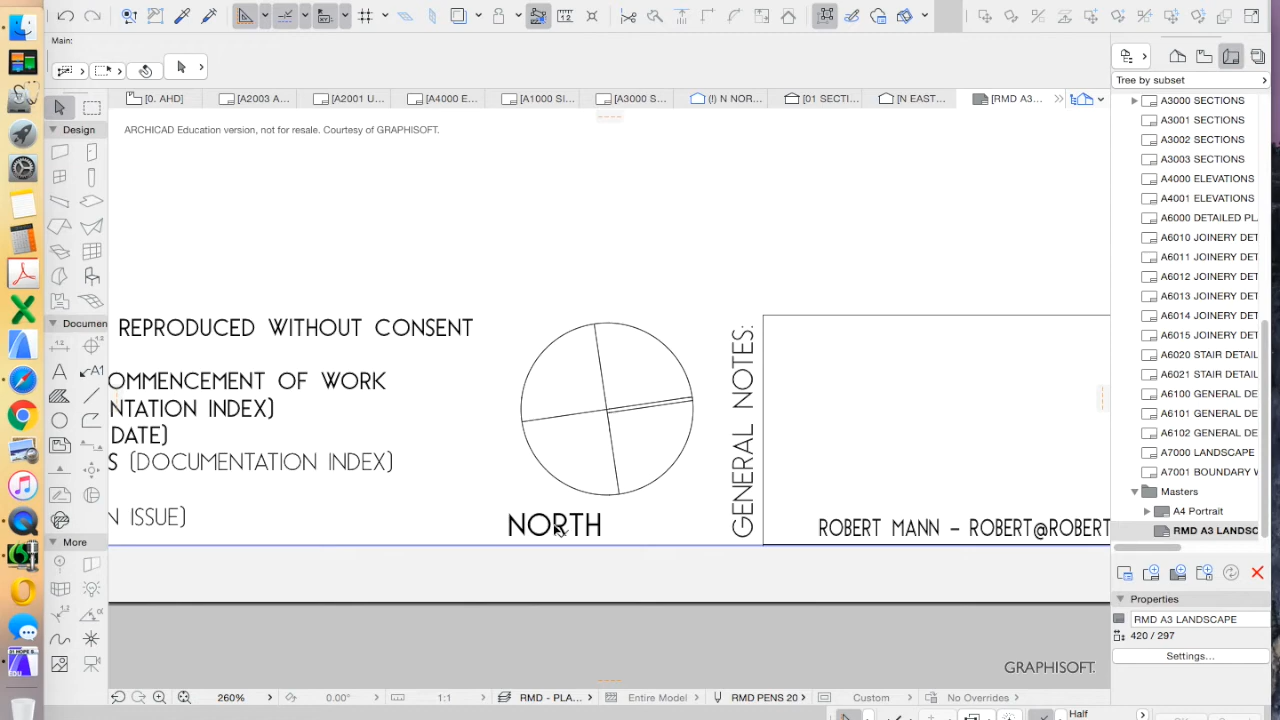 Main:
Tree by subset
[0. AHD]
[A2003 A...
[A2001 U...
[A4000 E...
[A1000 SI...
[A3000 S...
(!) N NOR...
[01 SECTI...
[N EAST...
[RMD A3...
ARCHICAD Education version, not for resale. Courtesy of GRAPHISOFT.
Design
Documen
More
A3000 SECTIONS
A3001 SECTIONS
A3002 SECTIONS
A3003 SECTIONS
A4000 ELEVATIONS
A4001 ELEVATIONS
A6000 DETAILED PL
A6010 JOINERY DET
A6011 JOINERY DET
A6012 JOINERY DET
A6013 JOINERY DET
A6014 JOINERY DET
A6015 JOINERY DET
A6020 STAIR DETAIL
A6021 STAIR DETAIL
A6100 GENERAL DE
A6101 GENERAL DE
A6102 GENERAL DE
A7000 LANDSCAPE
A7001 BOUNDARY W
Masters
A4 Portrait
RMD A3 LANDSC
REPRODUCED WITHOUT CONSENT
OMMENCEMENT OF WORK
NTATION INDEX)
DATE)
S (DOCUMENTATION INDEX)
N ISSUE)
NORTH
GENERAL NOTES:
ROBERT MANN – ROBERT@ROBERT
Properties
RMD A3 LANDSCAPE
420 / 297
Settings...
GRAPHISOFT.
260%
0.00°
1:1
RMD - PLA...
Entire Model
RMD PENS 20
Custom
No Overrides
Half